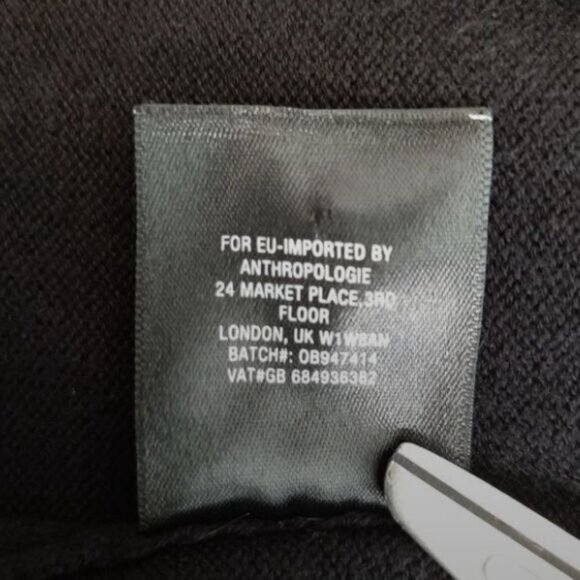 FOR EU-IMPORTED BY
ANTHROPOLOGIE
24 MARKET PLACE,3RD
FLOOR
LONDON, UK W1W8AN
BATCH#: OB947414
VAT#GB 684936382